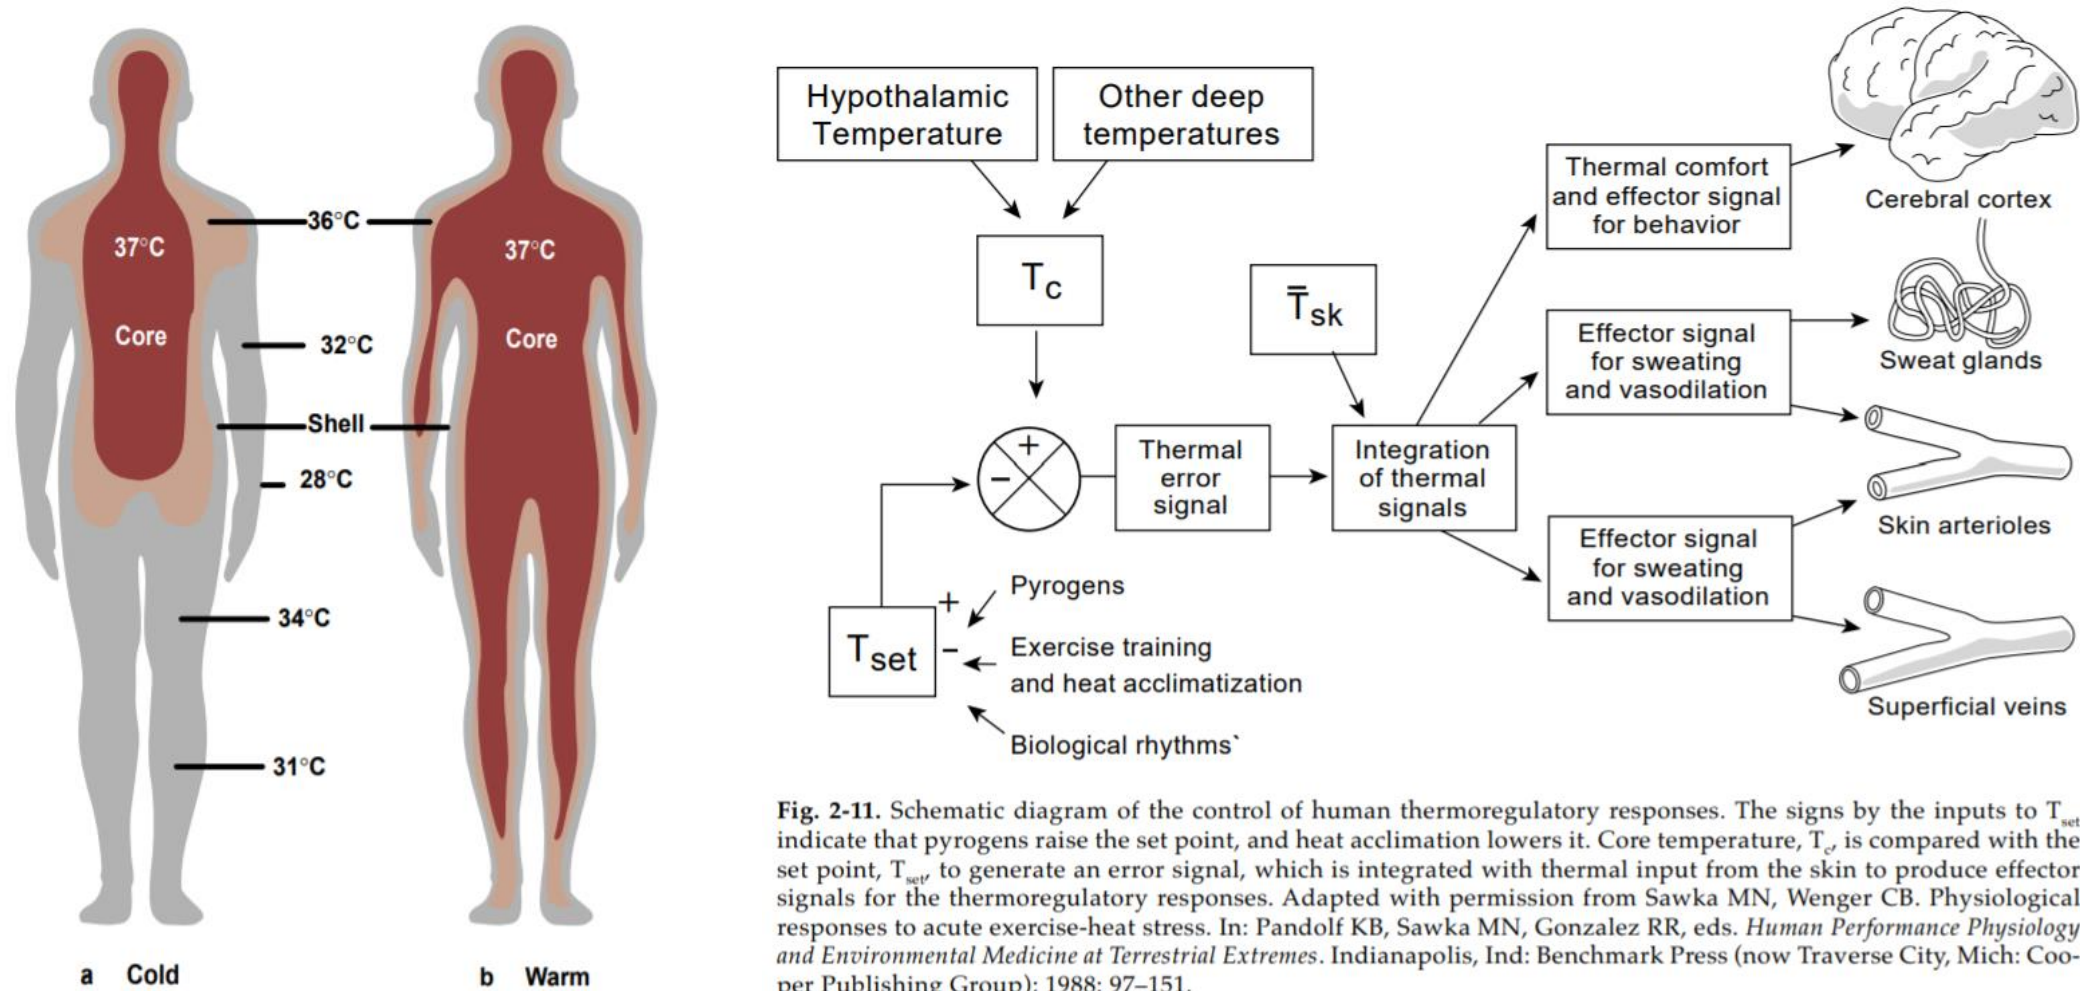 37°C
Core
36°C
32°C
Shell
28°C
34°C
31°C
37°C
Core
a Cold
b Warm
Hypothalamic
Temperature
Other deep
temperatures
Tc
T̄sk
+
−
Thermal
error
signal
Integration
of thermal
signals
Thermal comfort
and effector signal
for behavior
Cerebral cortex
Effector signal
for sweating
and vasodilation
Sweat glands
Skin arterioles
Effector signal
for sweating
and vasodilation
Superficial veins
Tset
+
−
Pyrogens
Exercise training
and heat acclimatization
Biological rhythms`
Fig. 2-11. Schematic diagram of the control of human thermoregulatory responses. The signs by the inputs to Tset
indicate that pyrogens raise the set point, and heat acclimation lowers it. Core temperature, Tc, is compared with the
set point, Tset, to generate an error signal, which is integrated with thermal input from the skin to produce effector
signals for the thermoregulatory responses. Adapted with permission from Sawka MN, Wenger CB. Physiological
responses to acute exercise-heat stress. In: Pandolf KB, Sawka MN, Gonzalez RR, eds. Human Performance Physiology
and Environmental Medicine at Terrestrial Extremes. Indianapolis, Ind: Benchmark Press (now Traverse City, Mich: Coo-
per Publishing Group); 1988: 97–151.